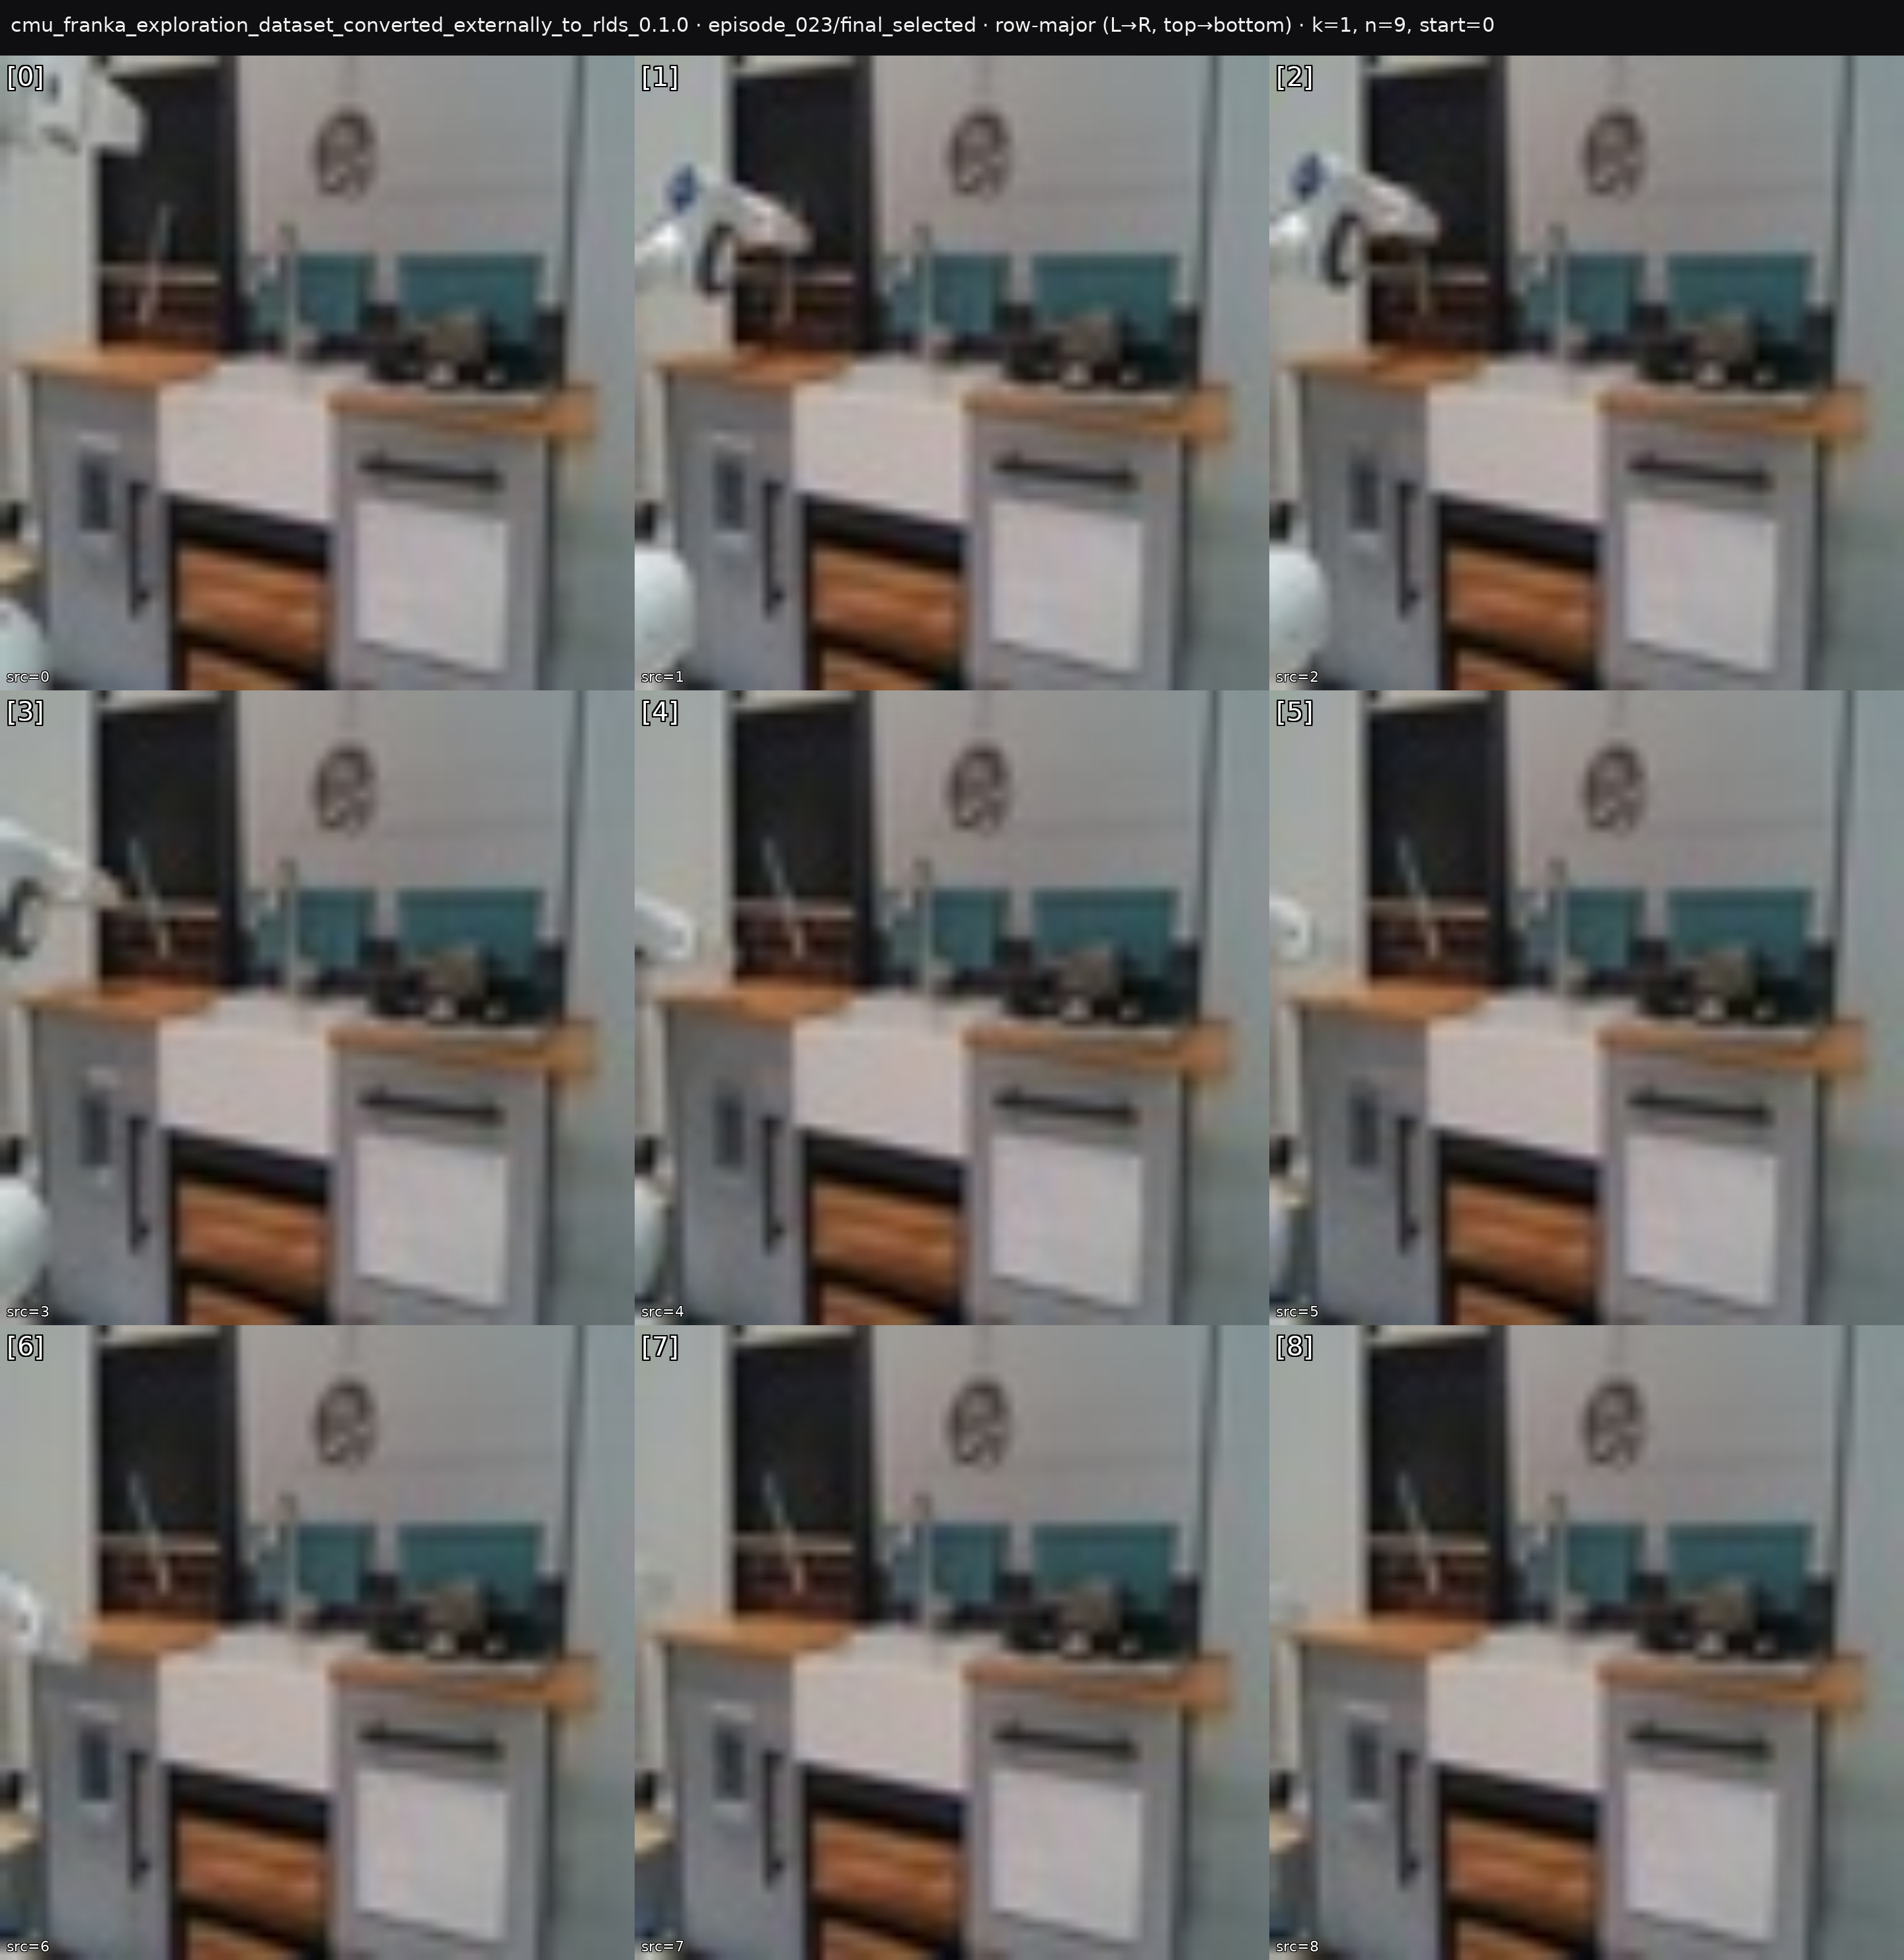 cmu_franka_exploration_dataset_converted_externally_to_rlds_0.1.0 · episode_023/final_selected · row-major (L→R, top→bottom) · k=1, n=9, start=0
[0]
[1]
[2]
src=0
src=1
src=2
[3]
[4]
[5]
src=3
src=4
src=5
[6]
[7]
[8]
src=6
src=7
src=8